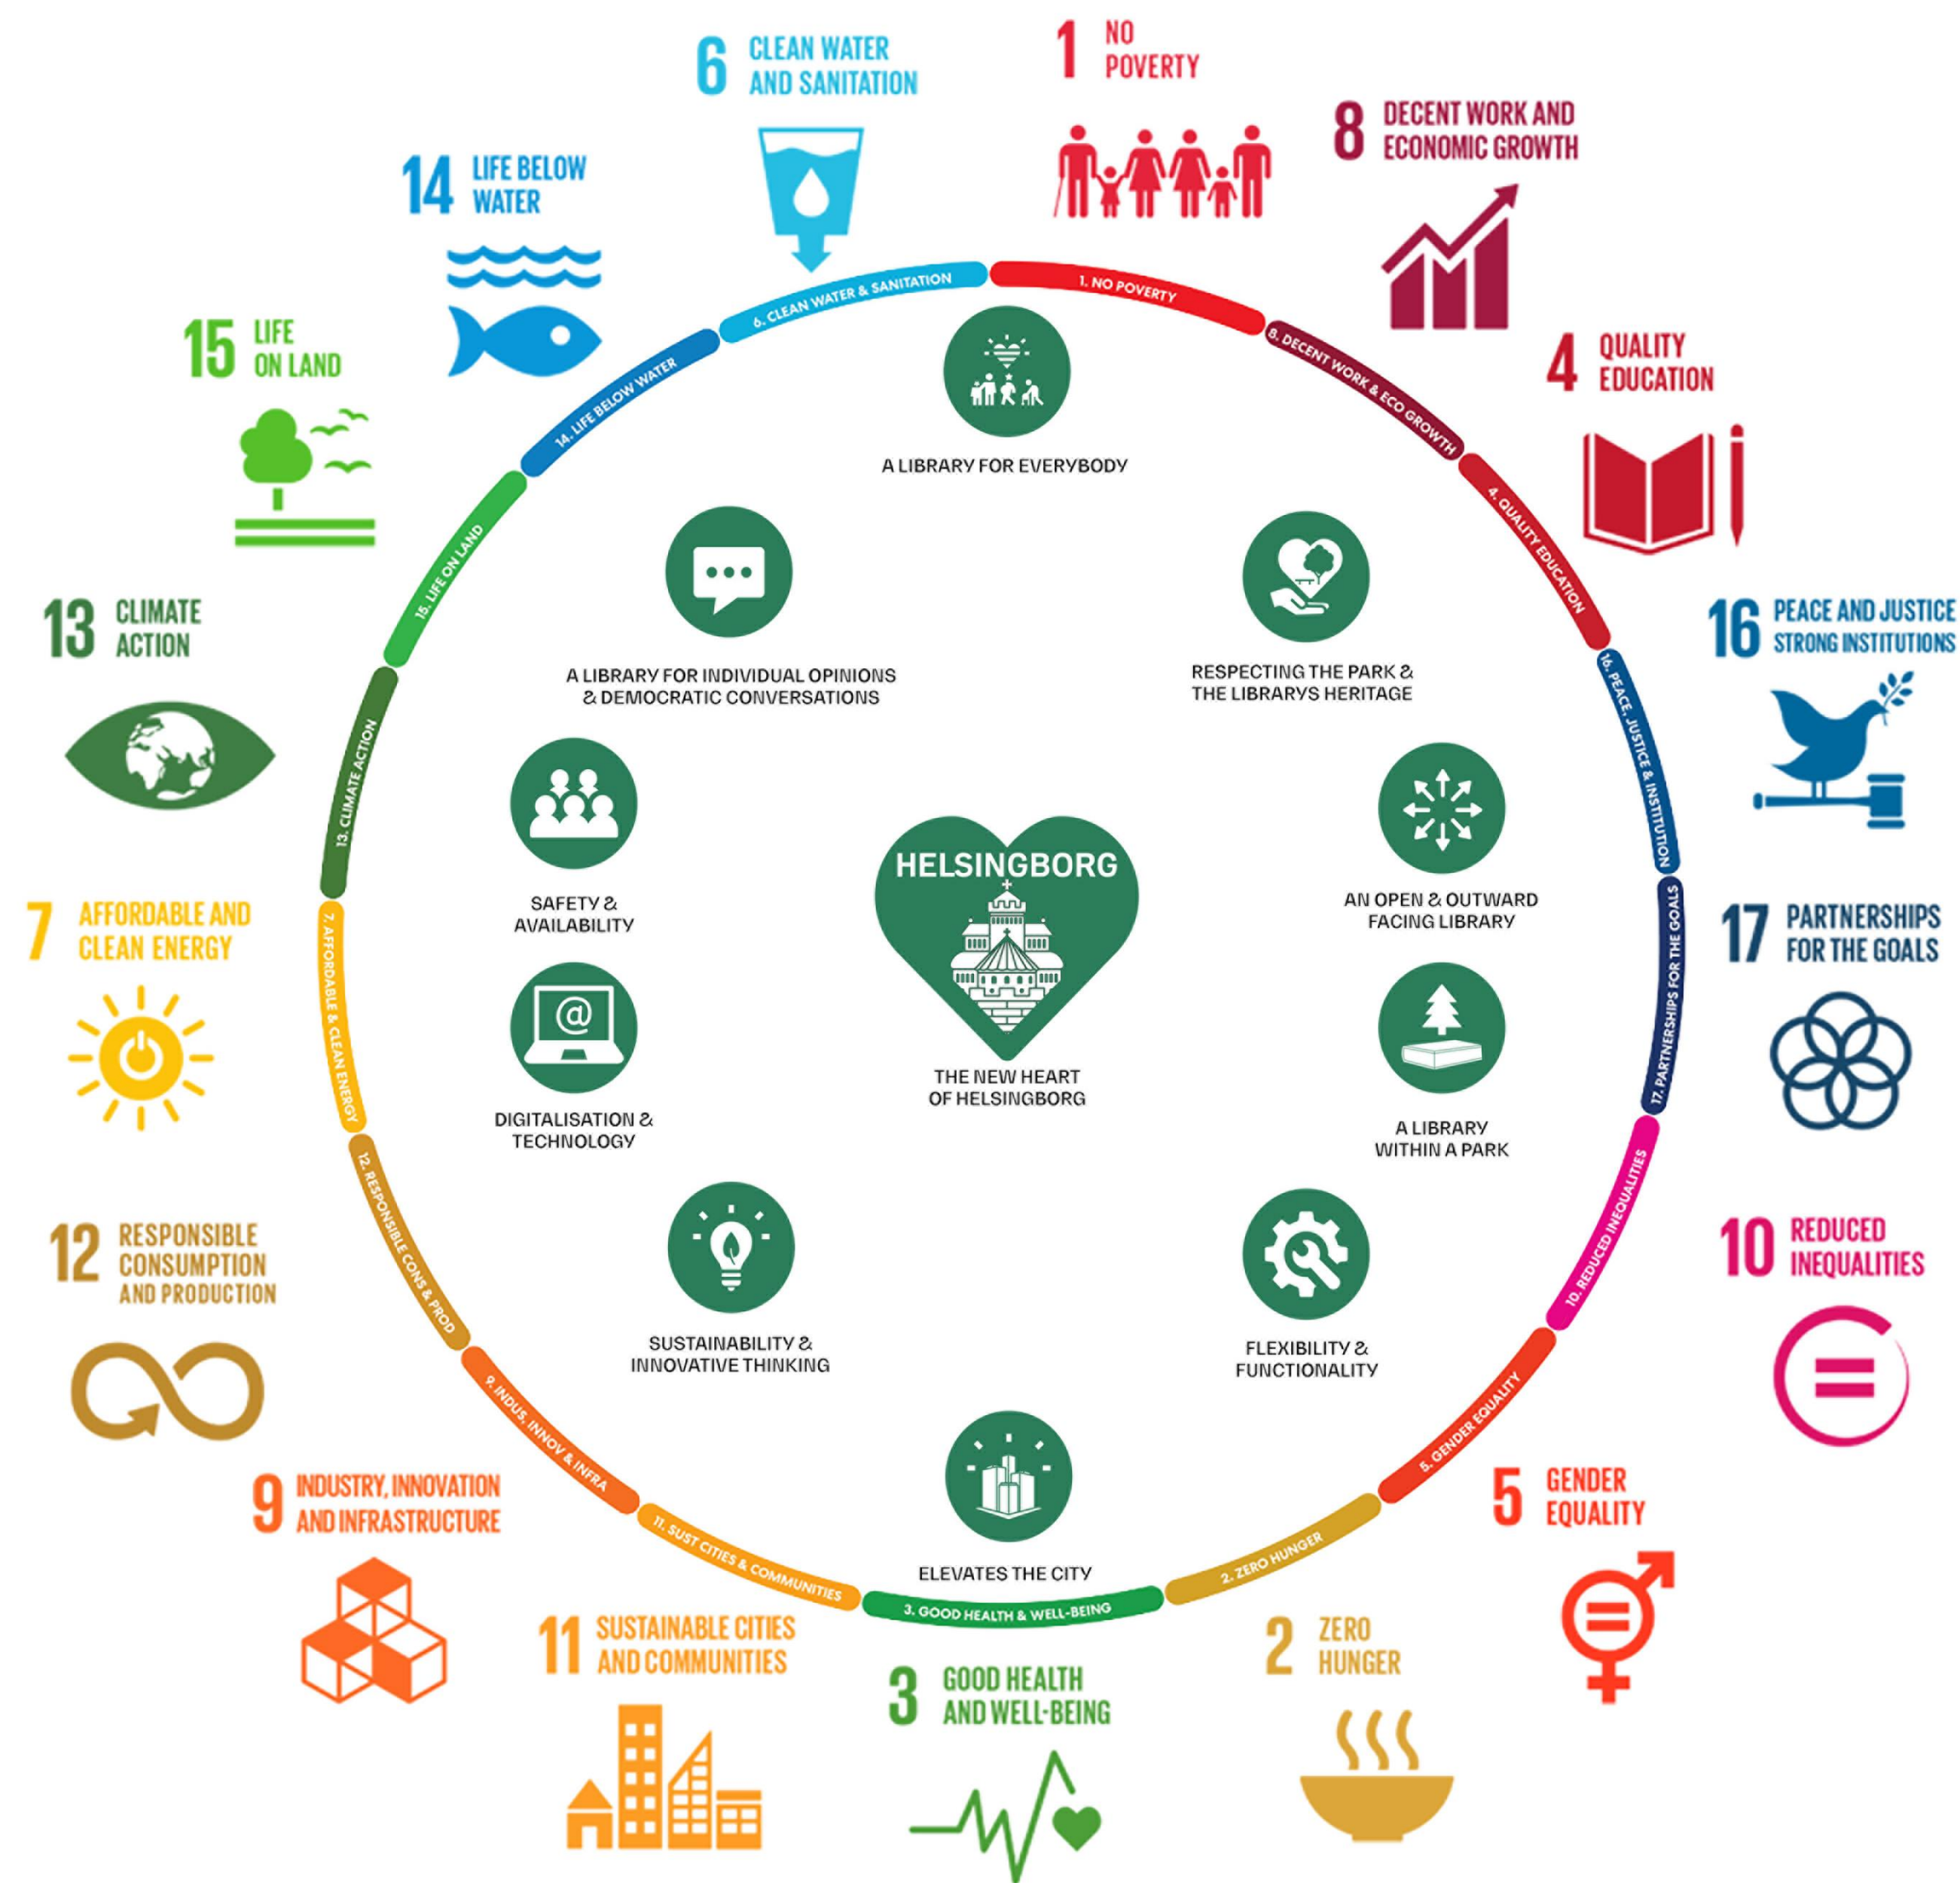 6 CLEAN WATER
AND SANITATION
1 NO
POVERTY
8 DECENT WORK AND
ECONOMIC GROWTH
4 QUALITY
EDUCATION
16 PEACE AND JUSTICE
STRONG INSTITUTIONS
17 PARTNERSHIPS
FOR THE GOALS
10 REDUCED
INEQUALITIES
5 GENDER
EQUALITY
2 ZERO
HUNGER
3 GOOD HEALTH
AND WELL-BEING
11 SUSTAINABLE CITIES
AND COMMUNITIES
9 INDUSTRY, INNOVATION
AND INFRASTRUCTURE
12 RESPONSIBLE
CONSUMPTION
AND PRODUCTION
7 AFFORDABLE AND
CLEAN ENERGY
13 CLIMATE
ACTION
15 LIFE
ON LAND
14 LIFE BELOW
WATER
6. CLEAN WATER & SANITATION
1. NO POVERTY
8. DECENT WORK & ECO GROWTH
4. QUALITY EDUCATION
16. PEACE, JUSTICE & INSTITUTION
17. PARTNERSHIPS FOR THE GOALS
10. REDUCED INEQUALITIES
5. GENDER EQUALITY
2. ZERO HUNGER
3. GOOD HEALTH & WELL-BEING
11. SUST CITIES & COMMUNITIES
9. INDUS, INNOV & INFRA
12. RESPONSIBLE CONS & PROD
7. AFFORDABLE & CLEAN ENERGY
13. CLIMATE ACTION
15. LIFE ON LAND
14. LIFE BELOW WATER
A LIBRARY FOR EVERYBODY
A LIBRARY FOR INDIVIDUAL OPINIONS
& DEMOCRATIC CONVERSATIONS
RESPECTING THE PARK &
THE LIBRARYS HERITAGE
SAFETY &
AVAILABILITY
HELSINGBORG
THE NEW HEART
OF HELSINGBORG
AN OPEN & OUTWARD
FACING LIBRARY
@
DIGITALISATION &
TECHNOLOGY
A LIBRARY
WITHIN A PARK
SUSTAINABILITY &
INNOVATIVE THINKING
FLEXIBILITY &
FUNCTIONALITY
ELEVATES THE CITY